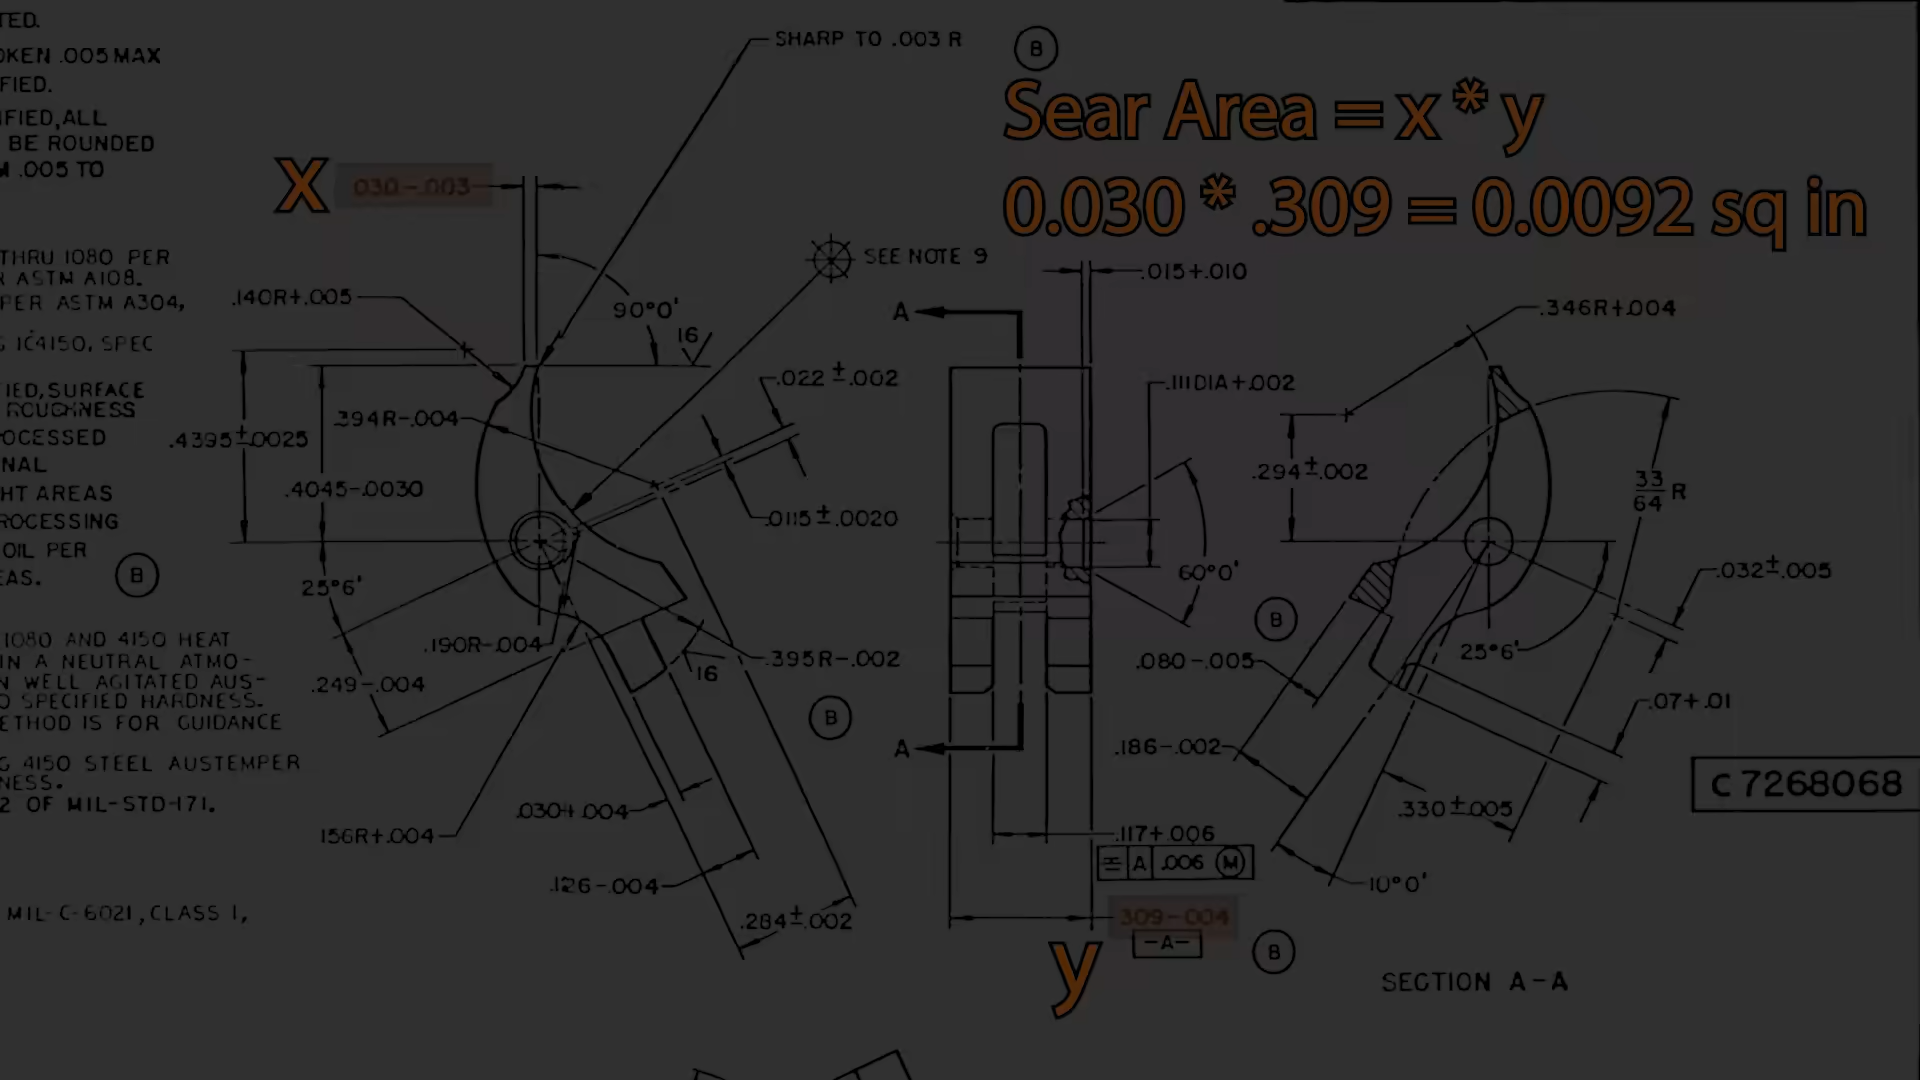 TED.
OKEN .005 MAX
FIED.
IFIED, ALL
BE ROUNDED
M .005 TO
THRU 1080 PER
R ASTM A108.
PER ASTM A304,
G 1C4150, SPEC
IED, SURFACE
ROUGHNESS
OCESSED
NAL
HT AREAS
ROCESSING
OIL PER
EAS.
B
1080 AND 4150 HEAT
IN A NEUTRAL ATMO-
N WELL AGITATED AUS-
O SPECIFIED HARDNESS.
ETHOD IS FOR GUIDANCE
G 4150 STEEL AUSTEMPER
NESS.
2 OF MIL-STD-171.
MIL-C-6021, CLASS 1,
SHARP TO .003 R
B
Sear Area = x * y
0.030 * .309 = 0.0092 sq in
x
.030-.003
SEE NOTE 9
.015+.010
.140R+.005
90°0'
16
A
.346R+.004
.022±.002
.111DIA+.002
.394R-.004
.4395±.0025
.294±.002
.4045-.0030
33
64 R
.0115±.0020
25°6'
60°0'
.032±.005
B
.190R-.004
.395R-.002
.080-.005
25°6'
16
.249-.004
.07+.01
B
A
.186-.002
C 7268068
.030+.004
.330±.005
.156R+.004
.117+.006
A .006 M
.126-.004
10°0'
.284±.002
.309-.004
-A-
B
y
SECTION A-A